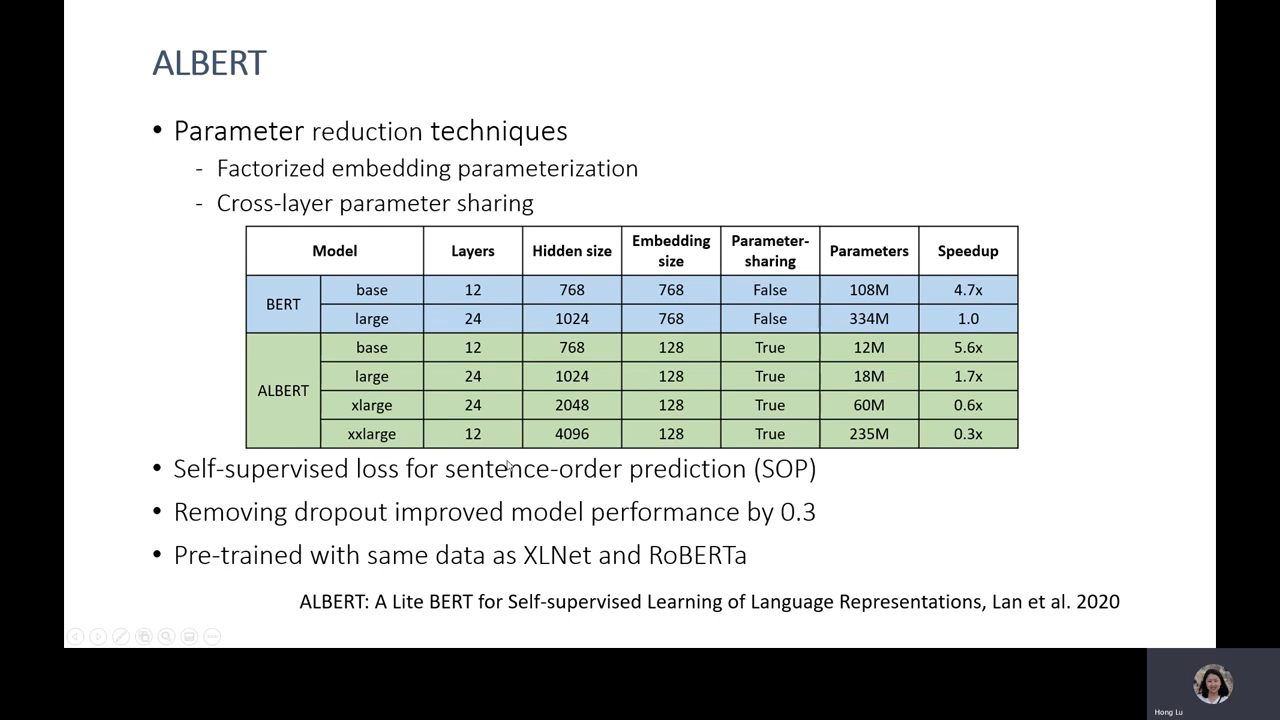 ALBERT
• Parameter reduction techniques
- Factorized embedding parameterization
- Cross-layer parameter sharing
Model Layers Hidden size Embedding size Parameter-sharing Parameters Speedup
BERT base 12 768 768 False 108M 4.7x
large 24 1024 768 False 334M 1.0
ALBERT base 12 768 128 True 12M 5.6x
large 24 1024 128 True 18M 1.7x
xlarge 24 2048 128 True 60M 0.6x
xxlarge 12 4096 128 True 235M 0.3x
• Self-supervised loss for sentence-order prediction (SOP)
• Removing dropout improved model performance by 0.3
• Pre-trained with same data as XLNet and RoBERTa
ALBERT: A Lite BERT for Self-supervised Learning of Language Representations, Lan et al. 2020
Hong Lu